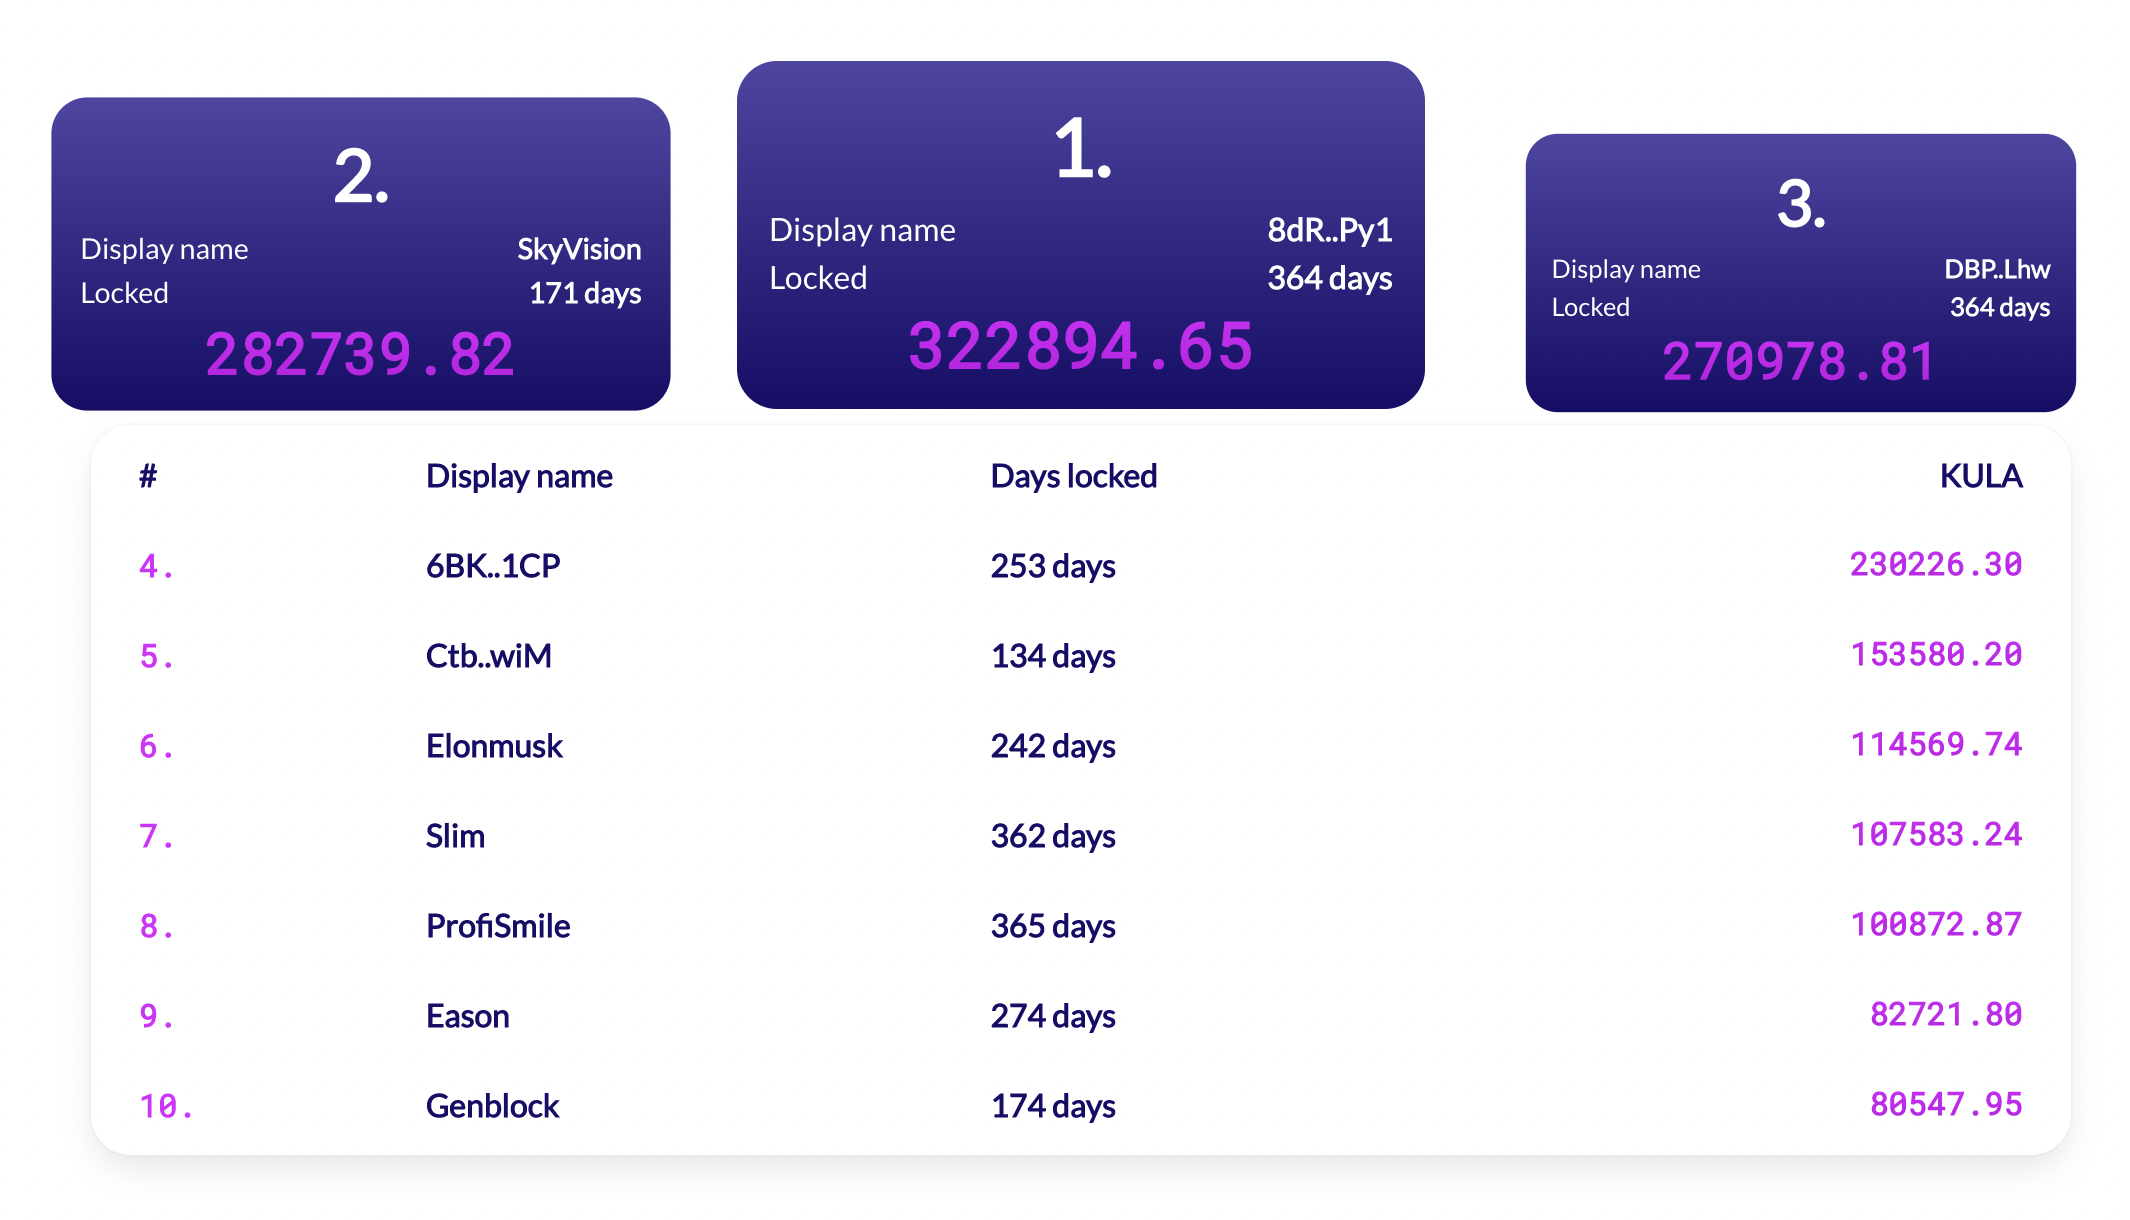 2.
Display name SkyVision
Locked 171 days
282739.82
1.
Display name 8dR..Py1
Locked 364 days
322894.65
3.
Display name DBP..Lhw
Locked 364 days
270978.81
# Display name Days locked KULA
4. 6BK..1CP 253 days 230226.30
5. Ctb..wiM 134 days 153580.20
6. Elonmusk 242 days 114569.74
7. Slim 362 days 107583.24
8. ProfiSmile 365 days 100872.87
9. Eason 274 days 82721.80
10. Genblock 174 days 80547.95